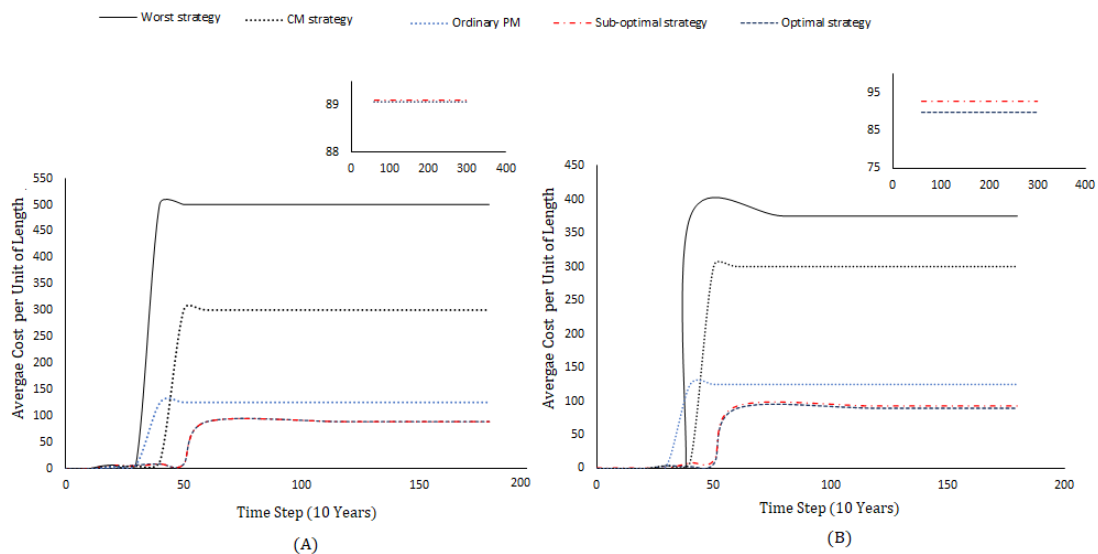 Worst strategy CM strategy Ordinary PM Sub-optimal strategy Optimal strategy
89
88
0 100 200 300 400
95
85
75
0 100 200 300 400
Avergae Cost per Unit of Length
550
500
450
400
350
300
250
200
150
100
50
0
0 50 100 150 200
Time Step (10 Years)
(A)
Avergae Cost per Unit of Length
450
400
350
300
250
200
150
100
50
0
0 50 100 150 200
Time Step (10 Years)
(B)